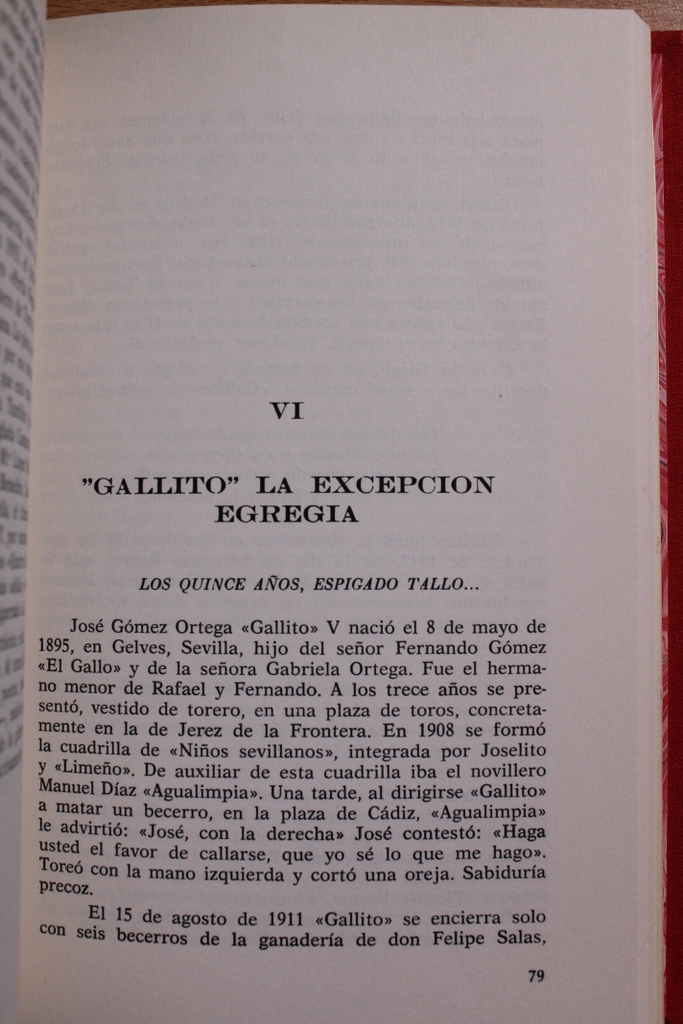 VI
"GALLITO" LA EXCEPCION
EGREGIA
LOS QUINCE AÑOS, ESPIGADO TALLO...
José Gómez Ortega «Gallito» V nació el 8 de mayo de
1895, en Gelves, Sevilla, hijo del señor Fernando Gómez
«El Gallo» y de la señora Gabriela Ortega. Fue el herma-
no menor de Rafael y Fernando. A los trece años se pre-
sentó, vestido de torero, en una plaza de toros, concreta-
mente en la de Jerez de la Frontera. En 1908 se formó
la cuadrilla de «Niños sevillanos», integrada por Joselito
y «Limeño». De auxiliar de esta cuadrilla iba el novillero
Manuel Díaz «Agualimpia». Una tarde, al dirigirse «Gallito»
a matar un becerro, en la plaza de Cádiz, «Agualimpia»
le advirtió: «José, con la derecha» José contestó: «Haga
usted el favor de callarse, que yo sé lo que me hago».
Toreó con la mano izquierda y cortó una oreja. Sabiduría
precoz.
El 15 de agosto de 1911 «Gallito» se encierra solo
con seis becerros de la ganadería de don Felipe Salas,
79